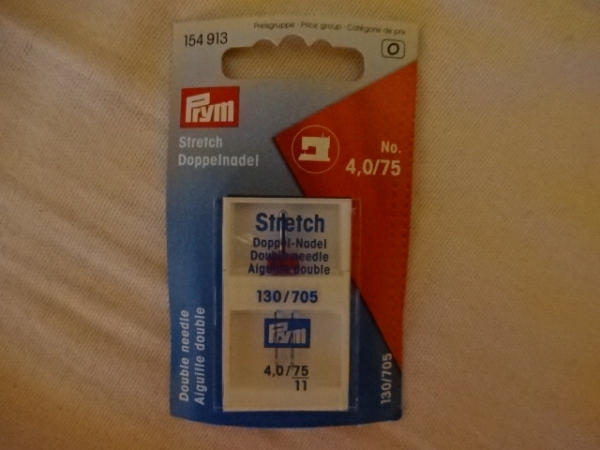 Preisgruppe · Price group · Catégorie de prix
154 913
O
Prym
Stretch
Doppelnadel
No.
4,0/75
Stretch
Doppel-Nadel
Double needle
Aiguille double
130/705
Prym
4,0/75
11
Double needle
Aiguille double
130/705